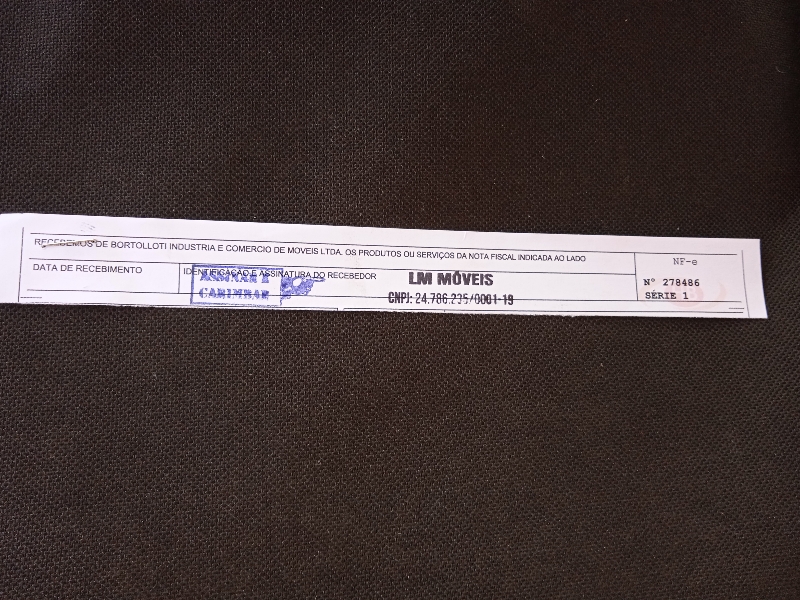 RECEBEMOS DE BORTOLLOTI INDUSTRIA E COMERCIO DE MOVEIS LTDA. OS PRODUTOS OU SERVIÇOS DA NOTA FISCAL INDICADA AO LADO
NF-e
Nº 278486
SÉRIE 1
DATA DE RECEBIMENTO
IDENTIFICAÇÃO E ASSINATURA DO RECEBEDOR
ASSINAR E
CARIMBAR
LM MÓVEIS
CNPJ: 24.786.235/0001-19